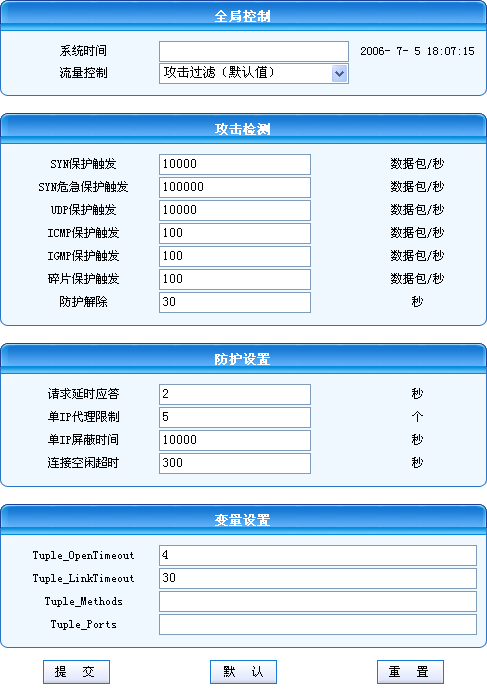 全局控制
系统时间 2006- 7- 5 18:07:15
流量控制 攻击过滤（默认值）
攻击检测
SYN保护触发 10000 数据包/秒
SYN危急保护触发 100000 数据包/秒
UDP保护触发 10000 数据包/秒
ICMP保护触发 100 数据包/秒
IGMP保护触发 100 数据包/秒
碎片保护触发 100 数据包/秒
防护解除 30 秒
防护设置
请求延时应答 2 秒
单IP代理限制 5 个
单IP屏蔽时间 10000 秒
连接空闲超时 300 秒
变量设置
Tuple_OpenTimeout 4
Tuple_LinkTimeout 30
Tuple_Methods
Tuple_Ports
提 交 默 认 重 置